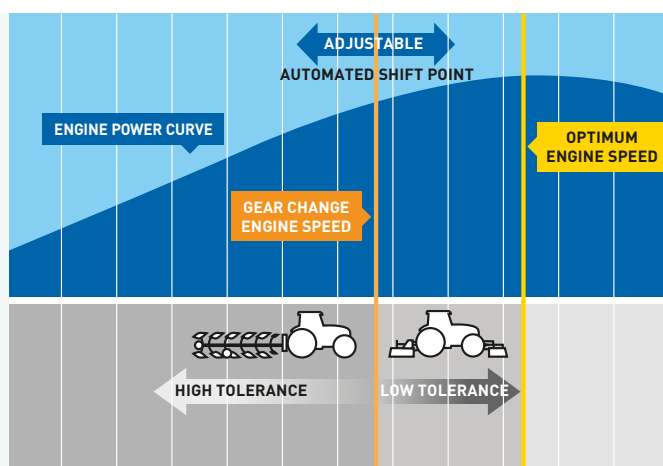 ADJUSTABLE
AUTOMATED SHIFT POINT
ENGINE POWER CURVE
OPTIMUM
ENGINE SPEED
GEAR CHANGE
ENGINE SPEED
HIGH TOLERANCE
LOW TOLERANCE